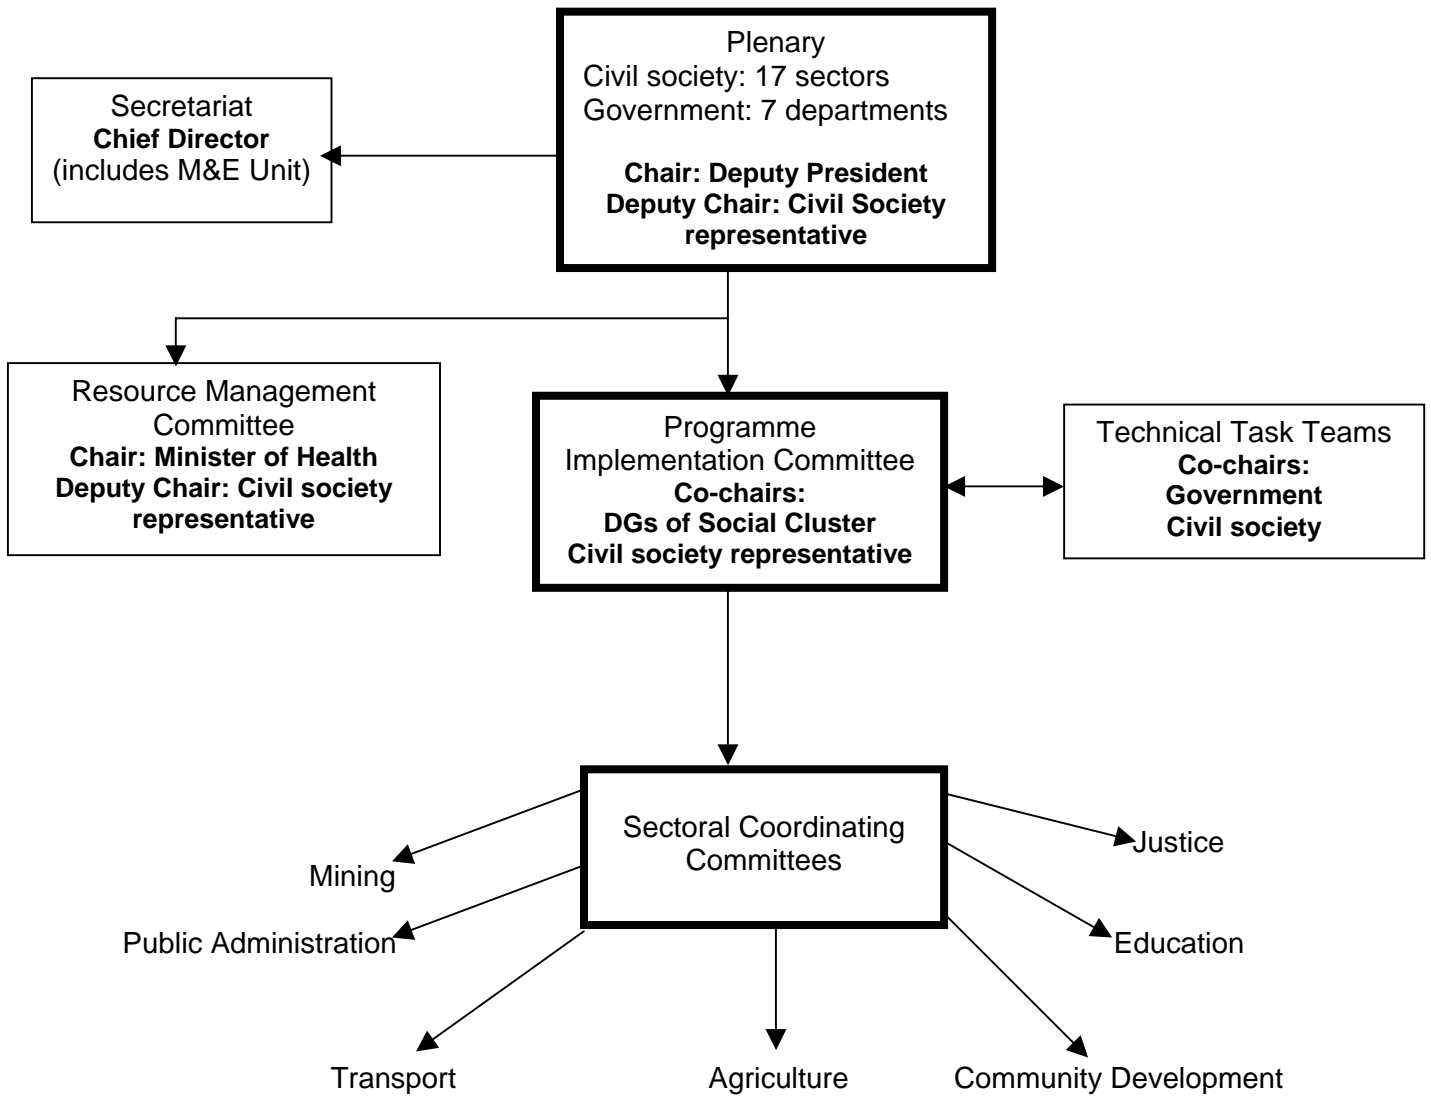 Plenary
Civil society: 17 sectors
Government: 7 departments
Chair: Deputy President
Deputy Chair: Civil Society
representative
Secretariat
Chief Director
(includes M&E Unit)
Resource Management
Committee
Chair: Minister of Health
Deputy Chair: Civil society
representative
Programme
Implementation Committee
Co-chairs:
DGs of Social Cluster
Civil society representative
Technical Task Teams
Co-chairs:
Government
Civil society
Sectoral Coordinating
Committees
Mining
Public Administration
Transport
Agriculture
Community Development
Education
Justice